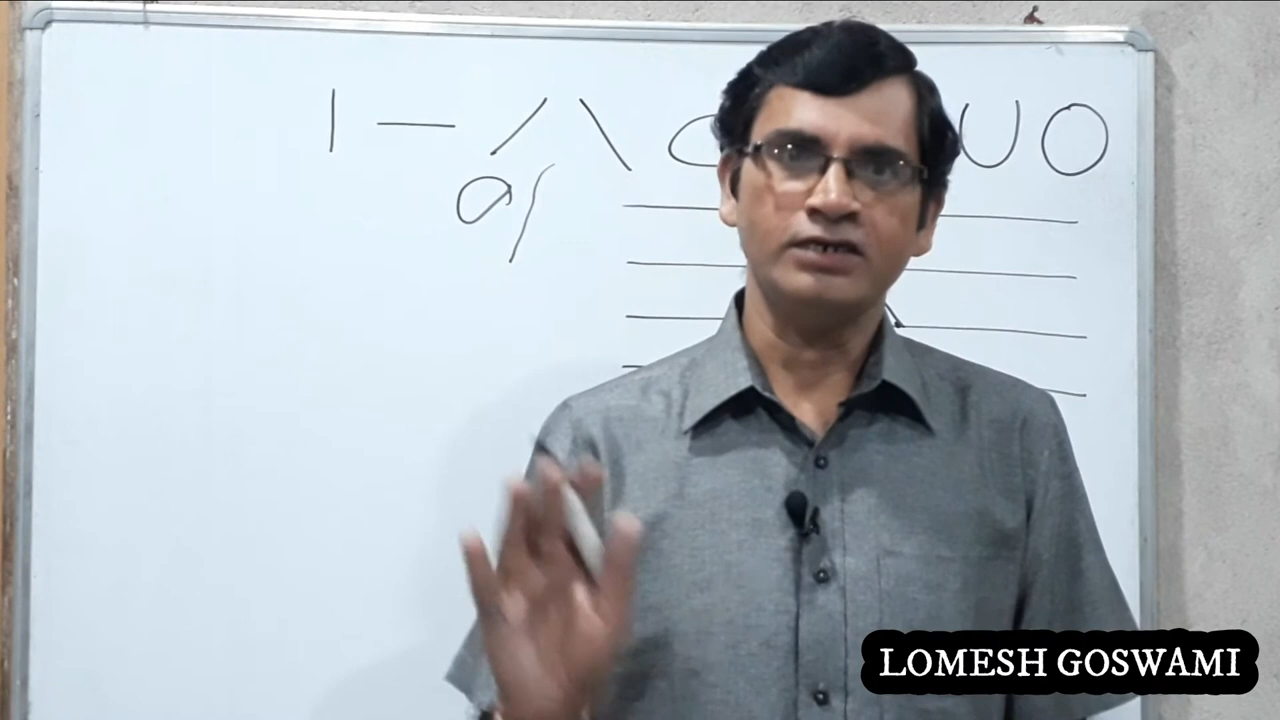 | — / \ C U O
a/
LOMESH GOSWAMI